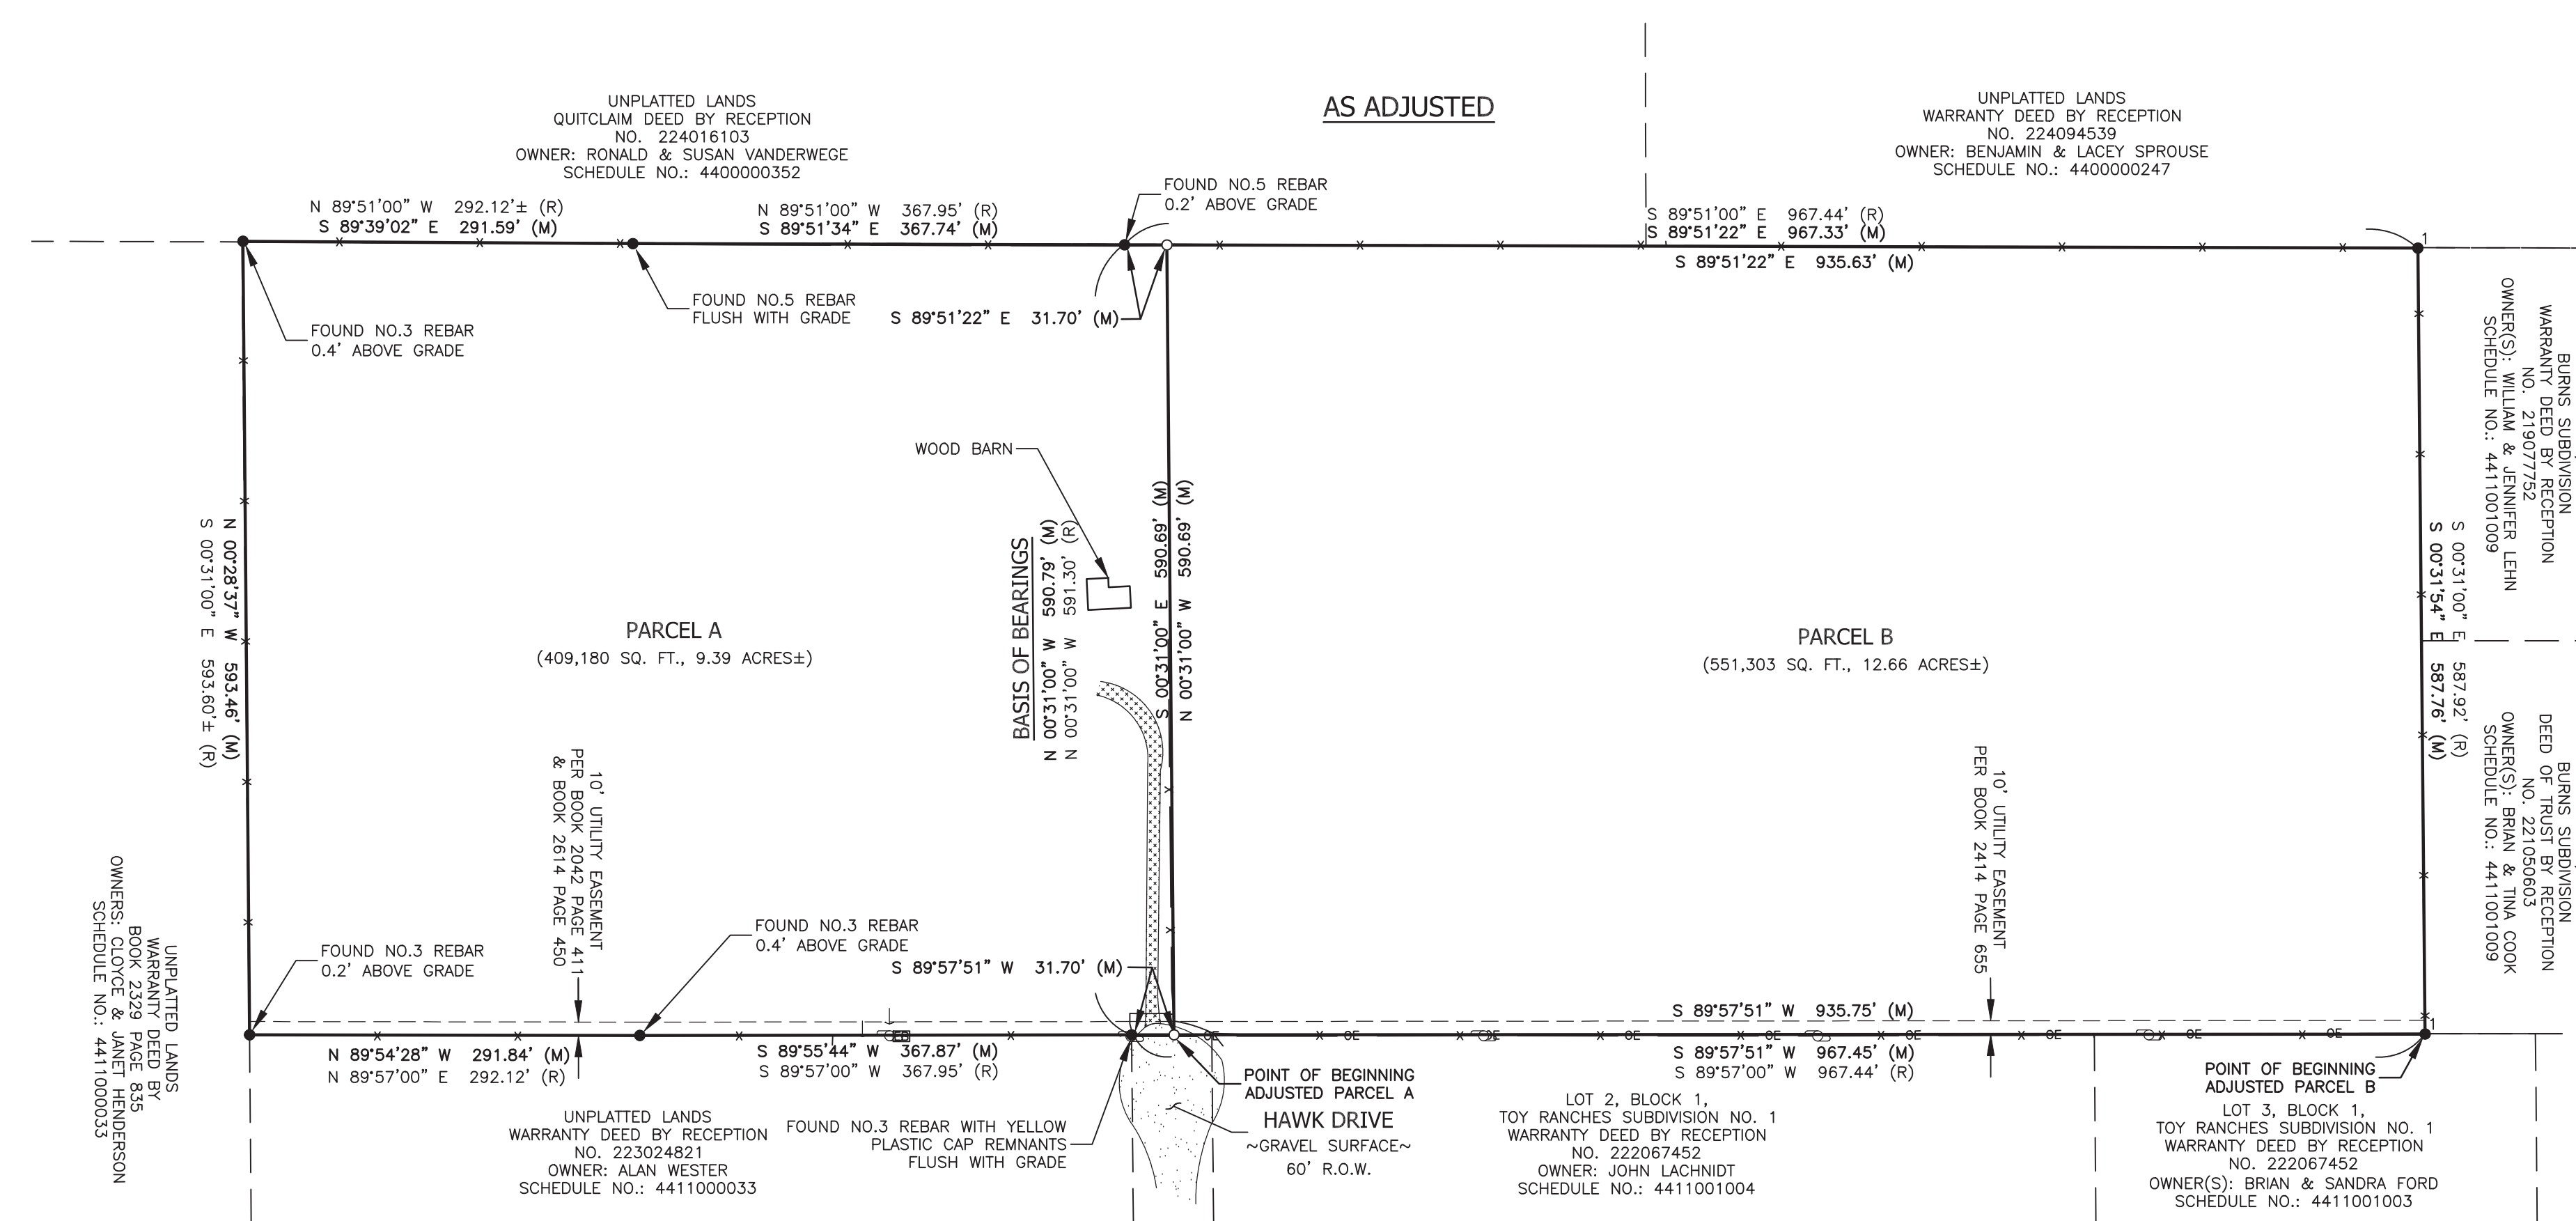 AS ADJUSTED
UNPLATTED LANDS
QUITCLAIM DEED BY RECEPTION
NO. 224016103
OWNER: RONALD & SUSAN VANDERWEGE
SCHEDULE NO.: 4400000352
UNPLATTED LANDS
WARRANTY DEED BY RECEPTION
NO. 224094539
OWNER: BENJAMIN & LACEY SPROUSE
SCHEDULE NO.: 4400000247
N 89°51'00" W 292.12'± (R)
S 89°39'02" E 291.59' (M)
N 89°51'00" W 367.95' (R)
S 89°51'34" E 367.74' (M)
FOUND NO.5 REBAR
0.2' ABOVE GRADE
S 89°51'00" E 967.44' (R)
S 89°51'22" E 967.33' (M)
S 89°51'22" E 935.63' (M)
1
FOUND NO.3 REBAR
0.4' ABOVE GRADE
FOUND NO.5 REBAR
FLUSH WITH GRADE
S 89°51'22" E 31.70' (M)
WOOD BARN
BURNS SUBDIVISION
WARRANTY DEED BY RECEPTION
NO. 219077752
OWNER(S): WILLIAM & JENNIFER LEHN
SCHEDULE NO.: 4411001009
N 00°28'37" W 593.46' (M)
S 00°31'00" E 593.60'± (R)
PARCEL A
(409,180 SQ. FT., 9.39 ACRES±)
BASIS OF BEARINGS
N 00°31'00" W 590.79' (M)
N 00°31'00" W 591.30' (R)
S 00°31'00" E 590.69' (M)
N 00°31'00" W 590.69' (M)
PARCEL B
(551,303 SQ. FT., 12.66 ACRES±)
S 00°31'00" E 587.92' (R)
S 00°31'54" E 587.76' (M)
BURNS SUBDIVISION
DEED OF TRUST BY RECEPTION
NO. 221050603
OWNER(S): BRIAN & TINA COOK
SCHEDULE NO.: 4411001009
10' UTILITY EASEMENT
PER BOOK 2042 PAGE 411
& BOOK 2614 PAGE 450
10' UTILITY EASEMENT
PER BOOK 2414 PAGE 655
UNPLATTED LANDS
WARRANTY DEED BY
BOOK 2329 PAGE 835
OWNERS: CLOYCE & JANET HENDERSON
SCHEDULE NO.: 4411000033
FOUND NO.3 REBAR
0.2' ABOVE GRADE
FOUND NO.3 REBAR
0.4' ABOVE GRADE
S 89°57'51" W 31.70' (M)
S 89°57'51" W 935.75' (M)
1
OE OE OE OE OE OE OE OE
N 89°54'28" W 291.84' (M)
N 89°57'00" E 292.12' (R)
S 89°55'44" W 367.87' (M)
S 89°57'00" W 367.95' (R)
S 89°57'51" W 967.45' (M)
S 89°57'00" W 967.44' (R)
POINT OF BEGINNING
ADJUSTED PARCEL A
POINT OF BEGINNING
ADJUSTED PARCEL B
HAWK DRIVE
~GRAVEL SURFACE~
60' R.O.W.
FOUND NO.3 REBAR WITH YELLOW
PLASTIC CAP REMNANTS
FLUSH WITH GRADE
UNPLATTED LANDS
WARRANTY DEED BY RECEPTION
NO. 223024821
OWNER: ALAN WESTER
SCHEDULE NO.: 4411000033
LOT 2, BLOCK 1,
TOY RANCHES SUBDIVISION NO. 1
WARRANTY DEED BY RECEPTION
NO. 222067452
OWNER: JOHN LACHNIDT
SCHEDULE NO.: 4411001004
LOT 3, BLOCK 1,
TOY RANCHES SUBDIVISION NO. 1
WARRANTY DEED BY RECEPTION
NO. 222067452
OWNER(S): BRIAN & SANDRA FORD
SCHEDULE NO.: 4411001003